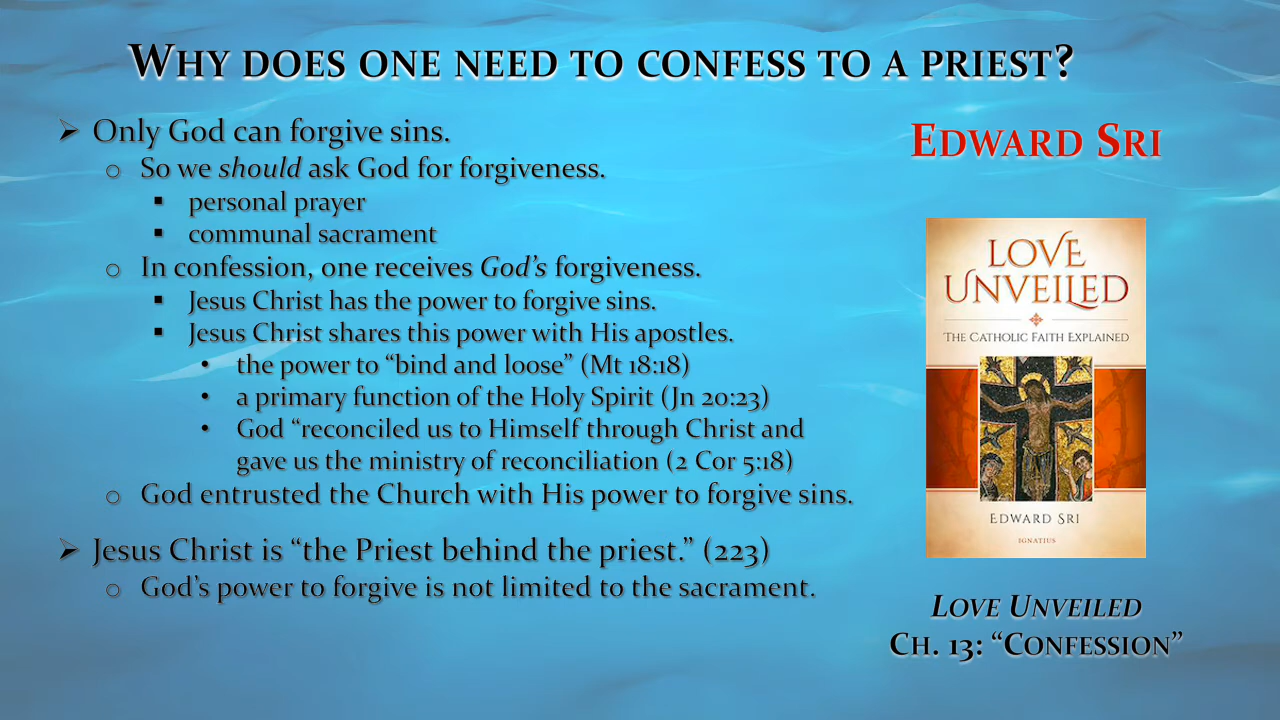 WHY DOES ONE NEED TO CONFESS TO A PRIEST?
➢ Only God can forgive sins.
o So we should ask God for forgiveness.
▪ personal prayer
▪ communal sacrament
o In confession, one receives God's forgiveness.
▪ Jesus Christ has the power to forgive sins.
▪ Jesus Christ shares this power with His apostles.
• the power to “bind and loose” (Mt 18:18)
• a primary function of the Holy Spirit (Jn 20:23)
• God “reconciled us to Himself through Christ and
gave us the ministry of reconciliation (2 Cor 5:18)
o God entrusted the Church with His power to forgive sins.
➢ Jesus Christ is “the Priest behind the priest.” (223)
o God's power to forgive is not limited to the sacrament.
EDWARD SRI
LOVE
UNVEILED
THE CATHOLIC FAITH EXPLAINED
EDWARD SRI
IGNATIUS
LOVE UNVEILED
CH. 13: “CONFESSION”